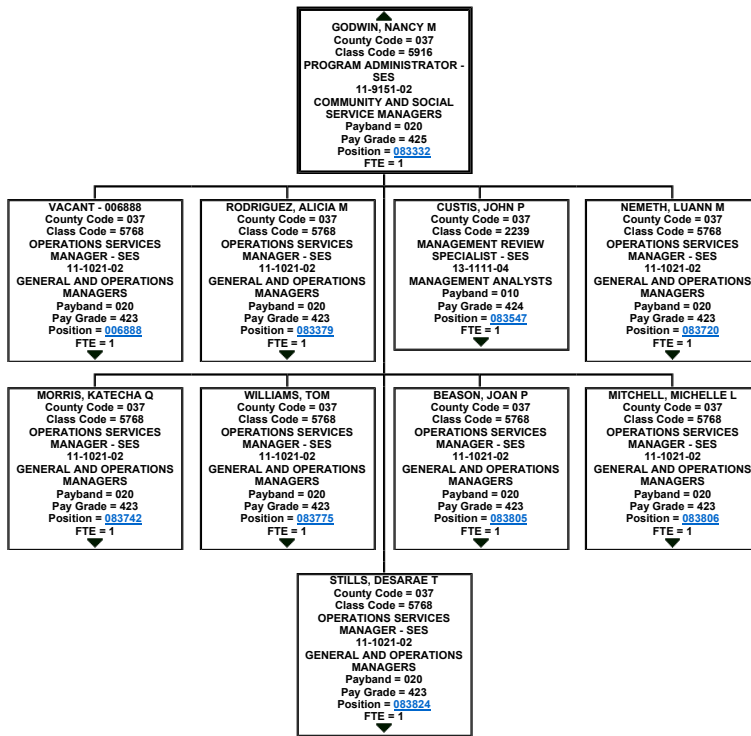 GODWIN, NANCY M
County Code = 037
Class Code = 5916
PROGRAM ADMINISTRATOR -
SES
11-9151-02
COMMUNITY AND SOCIAL
SERVICE MANAGERS
Payband = 020
Pay Grade = 425
Position = 083332
FTE = 1
VACANT - 006888
County Code = 037
Class Code = 5768
OPERATIONS SERVICES
MANAGER - SES
11-1021-02
GENERAL AND OPERATIONS
MANAGERS
Payband = 020
Pay Grade = 423
Position = 006888
FTE = 1
RODRIGUEZ, ALICIA M
County Code = 037
Class Code = 5768
OPERATIONS SERVICES
MANAGER - SES
11-1021-02
GENERAL AND OPERATIONS
MANAGERS
Payband = 020
Pay Grade = 423
Position = 083379
FTE = 1
CUSTIS, JOHN P
County Code = 037
Class Code = 2239
MANAGEMENT REVIEW
SPECIALIST - SES
13-1111-04
MANAGEMENT ANALYSTS
Payband = 010
Pay Grade = 424
Position = 083547
FTE = 1
NEMETH, LUANN M
County Code = 037
Class Code = 5768
OPERATIONS SERVICES
MANAGER - SES
11-1021-02
GENERAL AND OPERATIONS
MANAGERS
Payband = 020
Pay Grade = 423
Position = 083720
FTE = 1
MORRIS, KATECHA Q
County Code = 037
Class Code = 5768
OPERATIONS SERVICES
MANAGER - SES
11-1021-02
GENERAL AND OPERATIONS
MANAGERS
Payband = 020
Pay Grade = 423
Position = 083742
FTE = 1
WILLIAMS, TOM
County Code = 037
Class Code = 5768
OPERATIONS SERVICES
MANAGER - SES
11-1021-02
GENERAL AND OPERATIONS
MANAGERS
Payband = 020
Pay Grade = 423
Position = 083775
FTE = 1
BEASON, JOAN P
County Code = 037
Class Code = 5768
OPERATIONS SERVICES
MANAGER - SES
11-1021-02
GENERAL AND OPERATIONS
MANAGERS
Payband = 020
Pay Grade = 423
Position = 083805
FTE = 1
MITCHELL, MICHELLE L
County Code = 037
Class Code = 5768
OPERATIONS SERVICES
MANAGER - SES
11-1021-02
GENERAL AND OPERATIONS
MANAGERS
Payband = 020
Pay Grade = 423
Position = 083806
FTE = 1
STILLS, DESARAE T
County Code = 037
Class Code = 5768
OPERATIONS SERVICES
MANAGER - SES
11-1021-02
GENERAL AND OPERATIONS
MANAGERS
Payband = 020
Pay Grade = 423
Position = 083824
FTE = 1